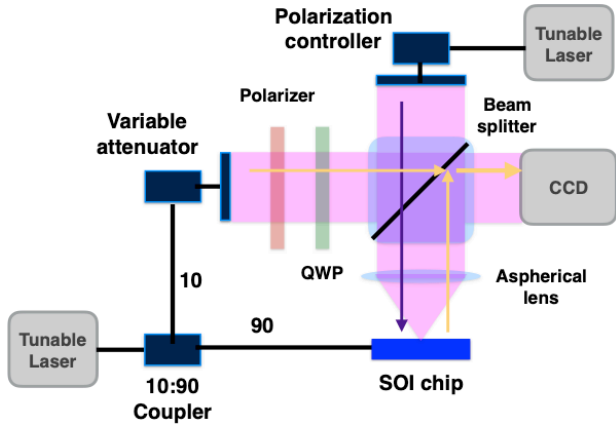 Polarization
controller
Tunable
Laser
Polarizer
Beam
splitter
Variable
attenuator
CCD
QWP
Aspherical
lens
10
90
Tunable
Laser
10:90
Coupler
SOI chip